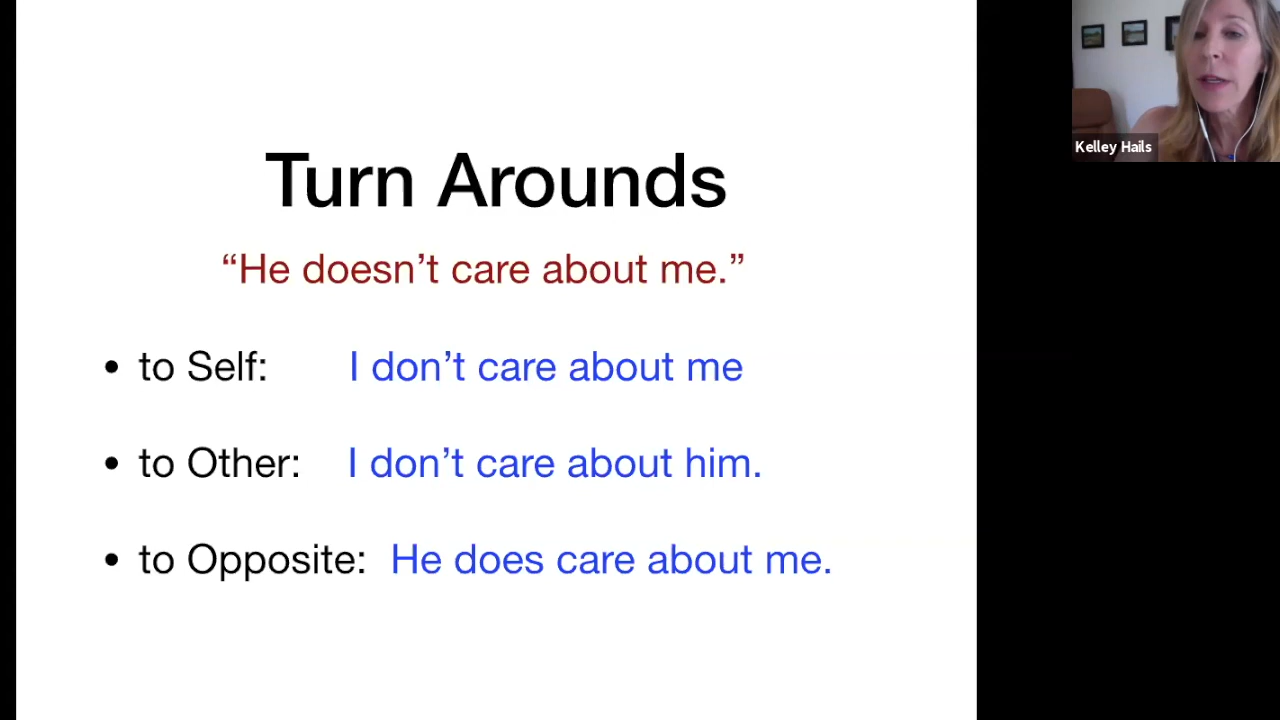 Turn Arounds
“He doesn’t care about me.”
• to Self: I don’t care about me
• to Other: I don’t care about him.
• to Opposite: He does care about me.
Kelley Hails